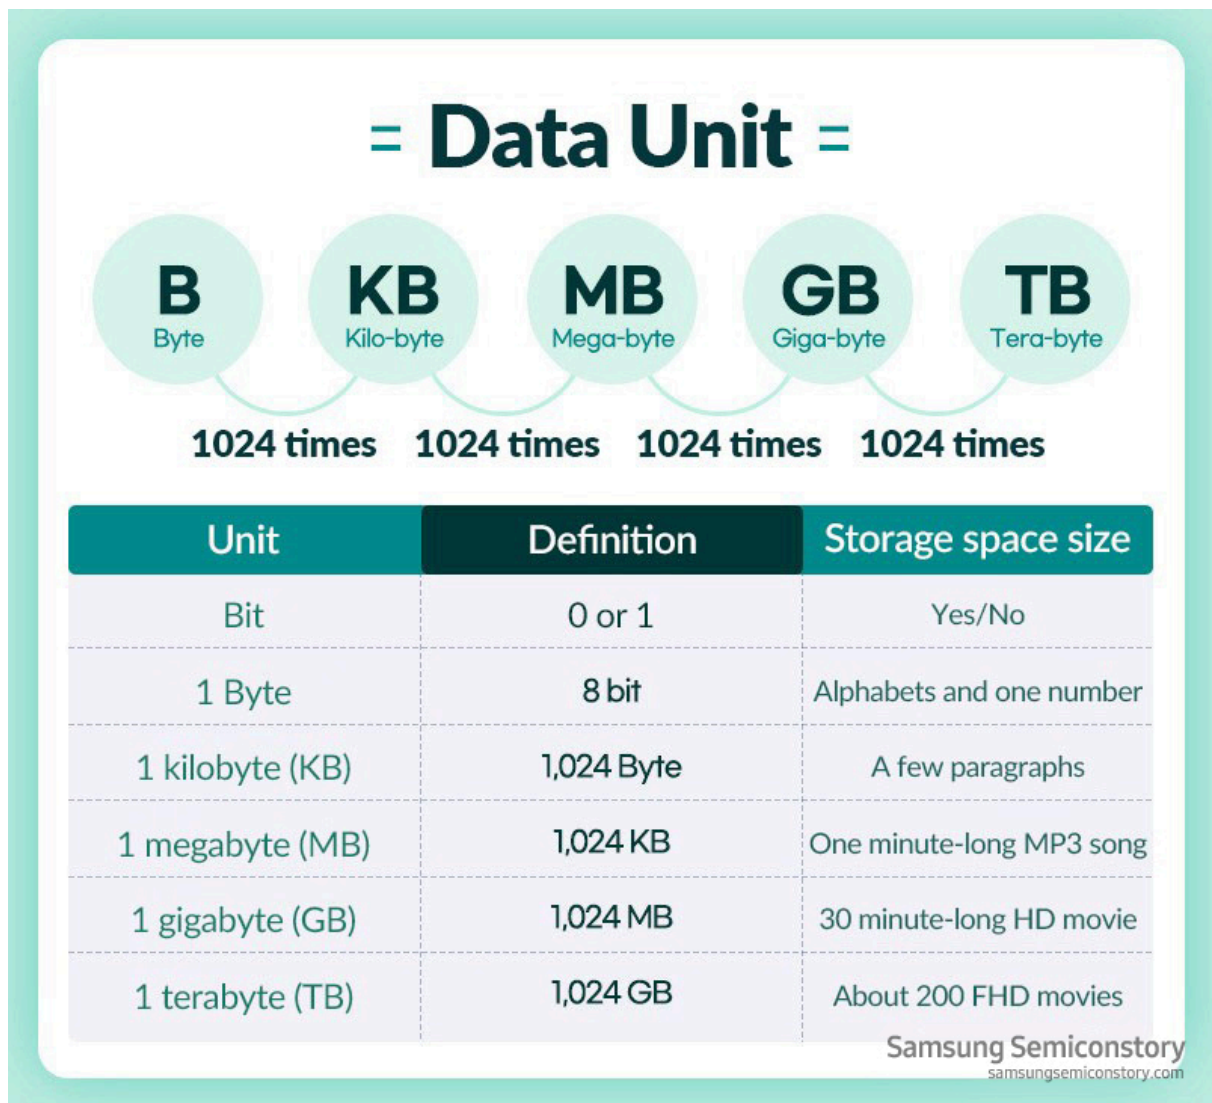 = Data Unit =
B KB MB GB TB
Byte Kilo-byte Mega-byte Giga-byte Tera-byte
1024 times 1024 times 1024 times 1024 times
Unit Definition Storage space size
Bit 0 or 1 Yes/No
1 Byte 8 bit Alphabets and one number
1 kilobyte (KB) 1,024 Byte A few paragraphs
1 megabyte (MB) 1,024 KB One minute-long MP3 song
1 gigabyte (GB) 1,024 MB 30 minute-long HD movie
1 terabyte (TB) 1,024 GB About 200 FHD movies
Samsung Semiconstory
samsungsemiconstory.com